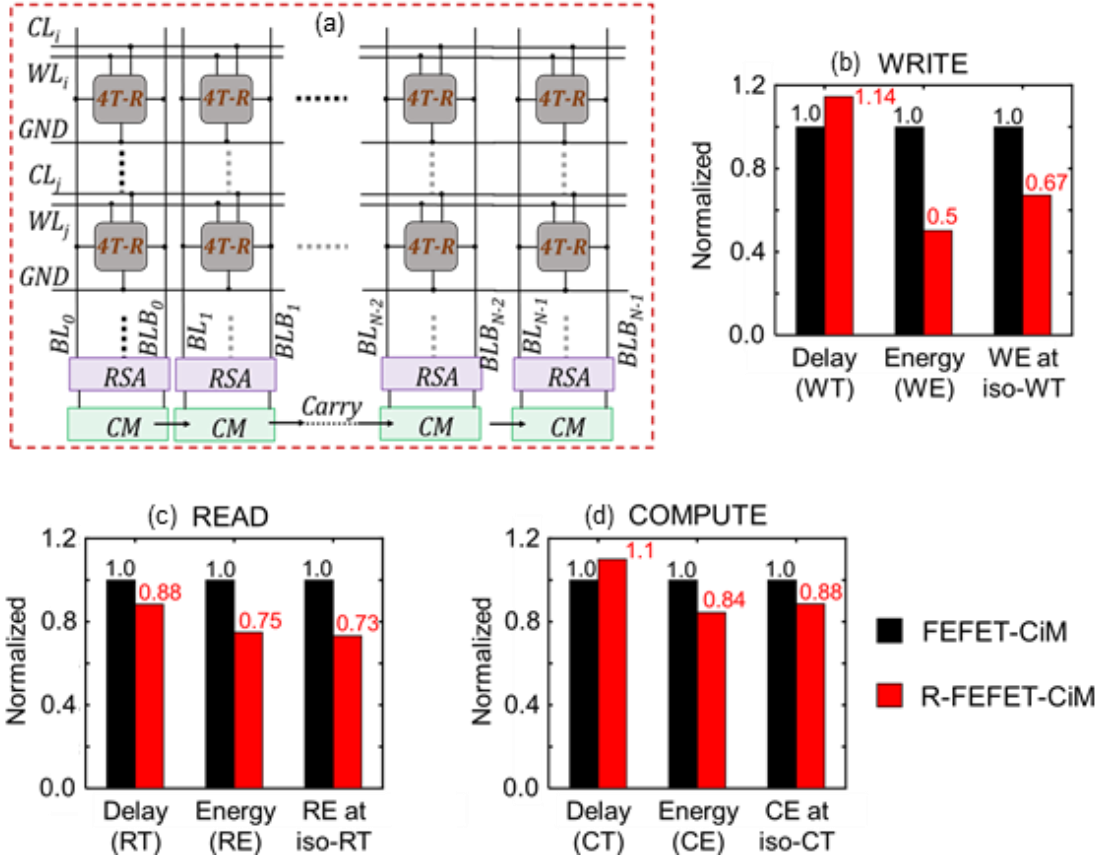 (a)
CL_i
WL_i
4T-R 4T-R 4T-R 4T-R
GND
CL_j
WL_j
4T-R 4T-R 4T-R 4T-R
GND
BL_0 BLB_0 BL_1 BLB_1 BL_N-2 BLB_N-2 BL_N-1 BLB_N-1
RSA RSA RSA RSA
Carry
CM CM CM CM
(b) WRITE
Normalized
1.2
0.8
0.4
0.0
1.0 1.14 1.0 0.5 1.0 0.67
Delay Energy WE at
(WT) (WE) iso-WT
(c) READ
Normalized
1.2
0.8
0.4
0.0
1.0 0.88 1.0 0.75 1.0 0.73
Delay Energy RE at
(RT) (RE) iso-RT
(d) COMPUTE
Normalized
1.2
0.8
0.4
0.0
1.0 1.1 1.0 0.84 1.0 0.88
Delay Energy CE at
(CT) (CE) iso-CT
FEFET-CiM
R-FEFET-CiM